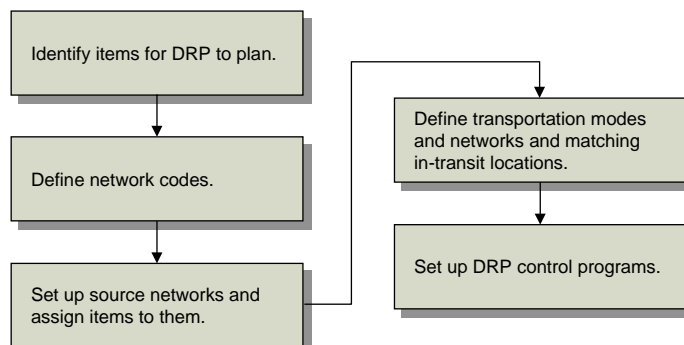 Identify items for DRP to plan.
Define network codes.
Set up source networks and
assign items to them.
Define transportation modes
and networks and matching
in-transit locations.
Set up DRP control programs.